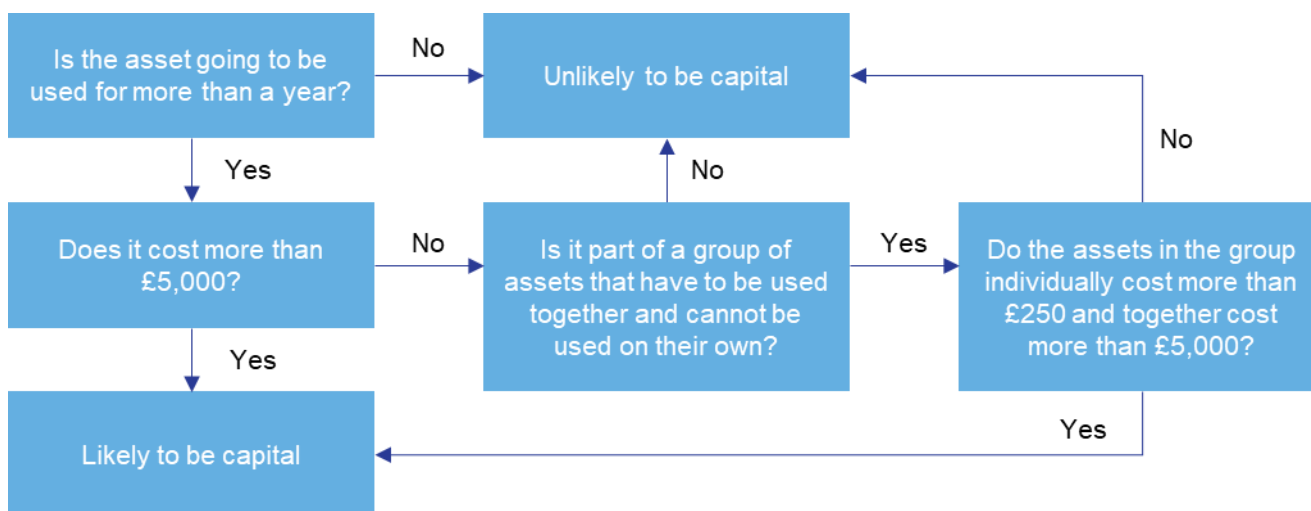 Is the asset going to be
used for more than a year?
No
Unlikely to be capital
No
Yes
No
Does it cost more than
£5,000?
No
Is it part of a group of
assets that have to be used
together and cannot be
used on their own?
Yes
Do the assets in the group
individually cost more than
£250 and together cost
more than £5,000?
Yes
Likely to be capital
Yes